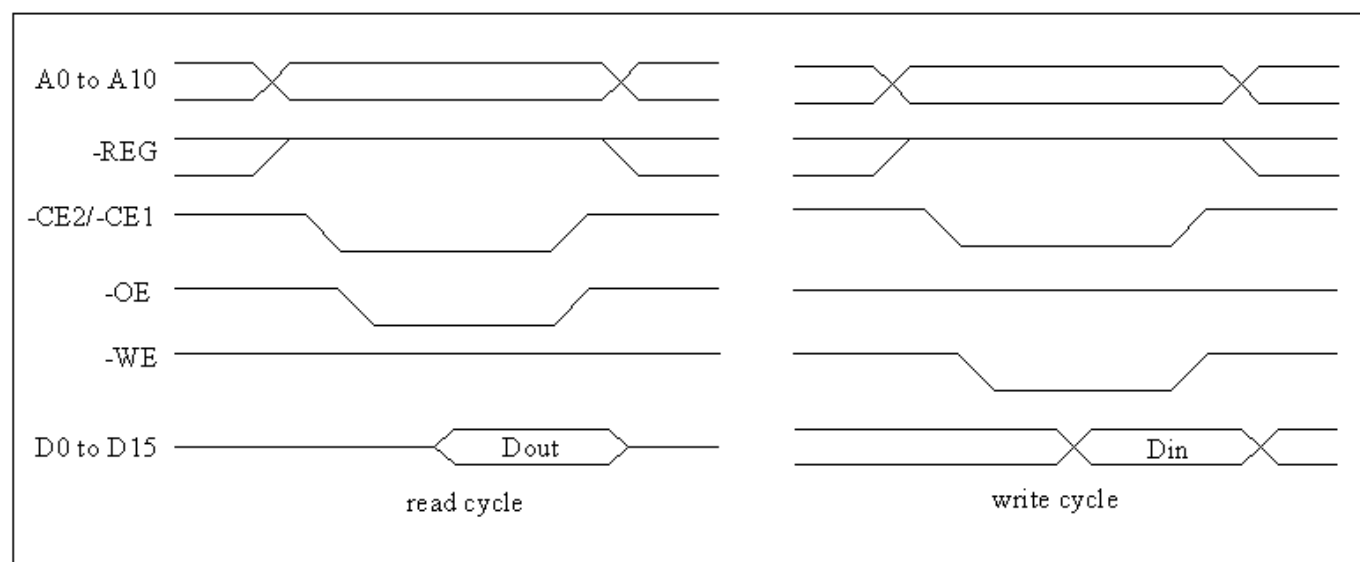 A0 to A10
-REG
-CE2/-CE1
-OE
-WE
D0 to D15
Dout
Din
read cycle
write cycle